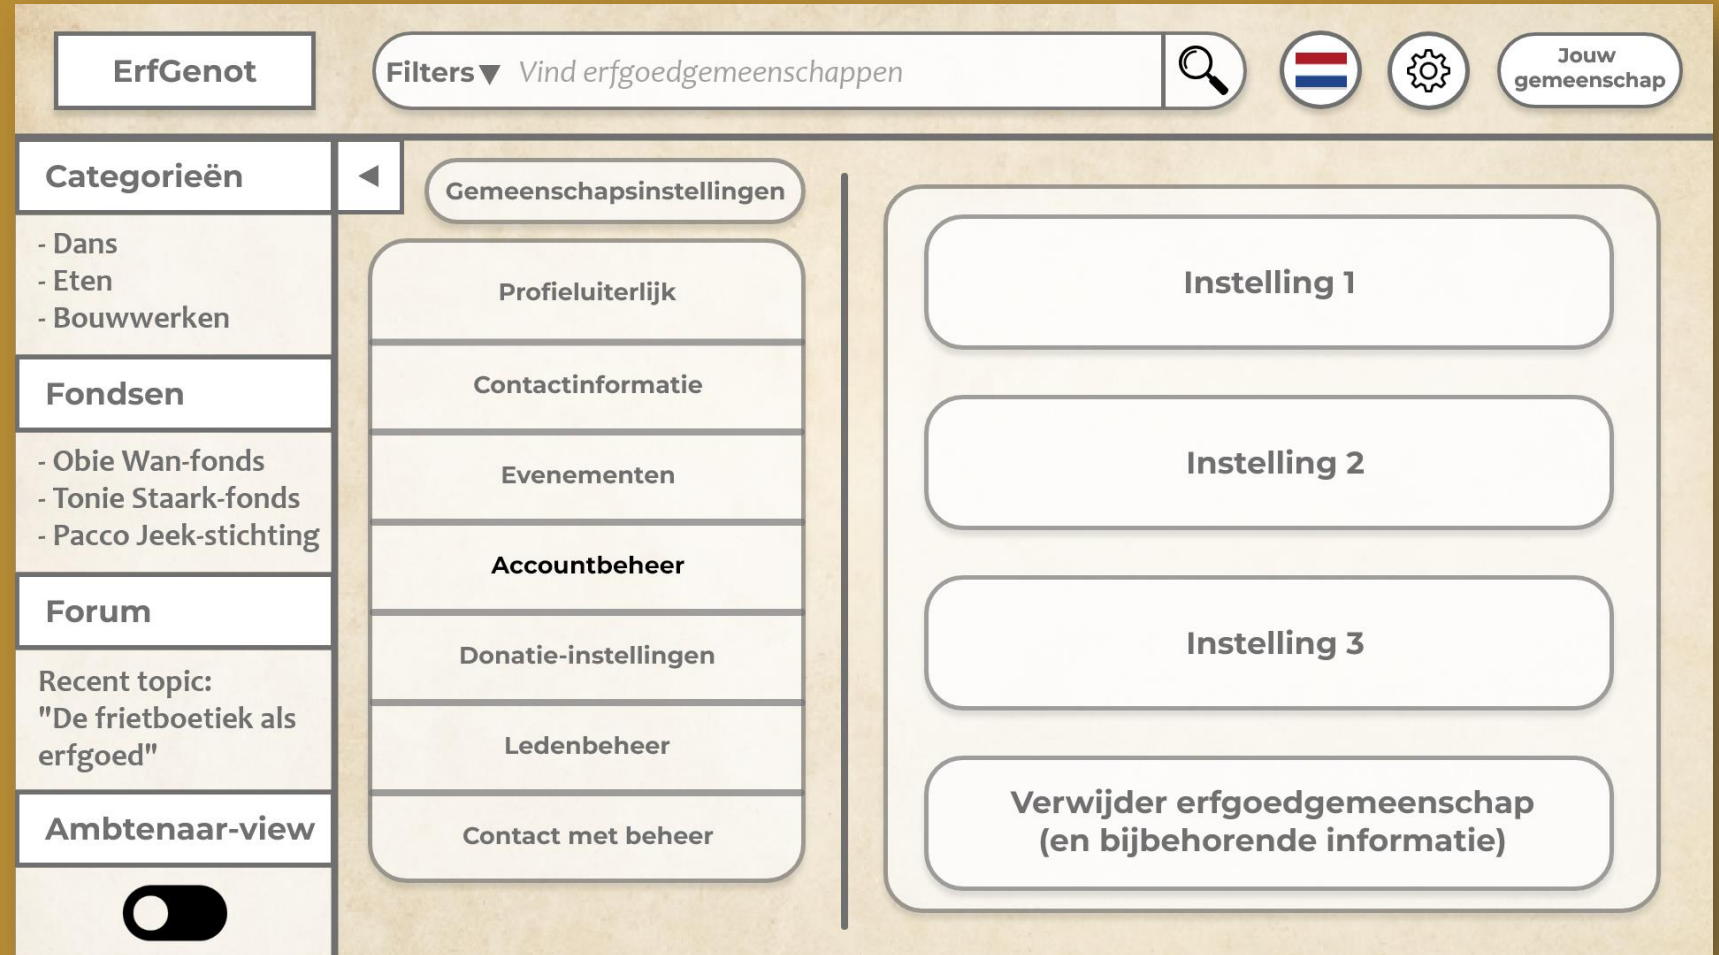 ErfGenot
Filters▼ Vind erfgoedgemeenschappen
Jouw
gemeenschap
Categorieën
- Dans
- Eten
- Bouwwerken
Fondsen
- Obie Wan-fonds
- Tonie Staark-fonds
- Pacco Jeek-stichting
Forum
Recent topic:
"De frietboetiek als
erfgoed"
Ambtenaar-view
Gemeenschapsinstellingen
Profieluiterlijk
Contactinformatie
Evenementen
Accountbeheer
Donatie-instellingen
Ledenbeheer
Contact met beheer
Instelling 1
Instelling 2
Instelling 3
Verwijder erfgoedgemeenschap
(en bijbehorende informatie)